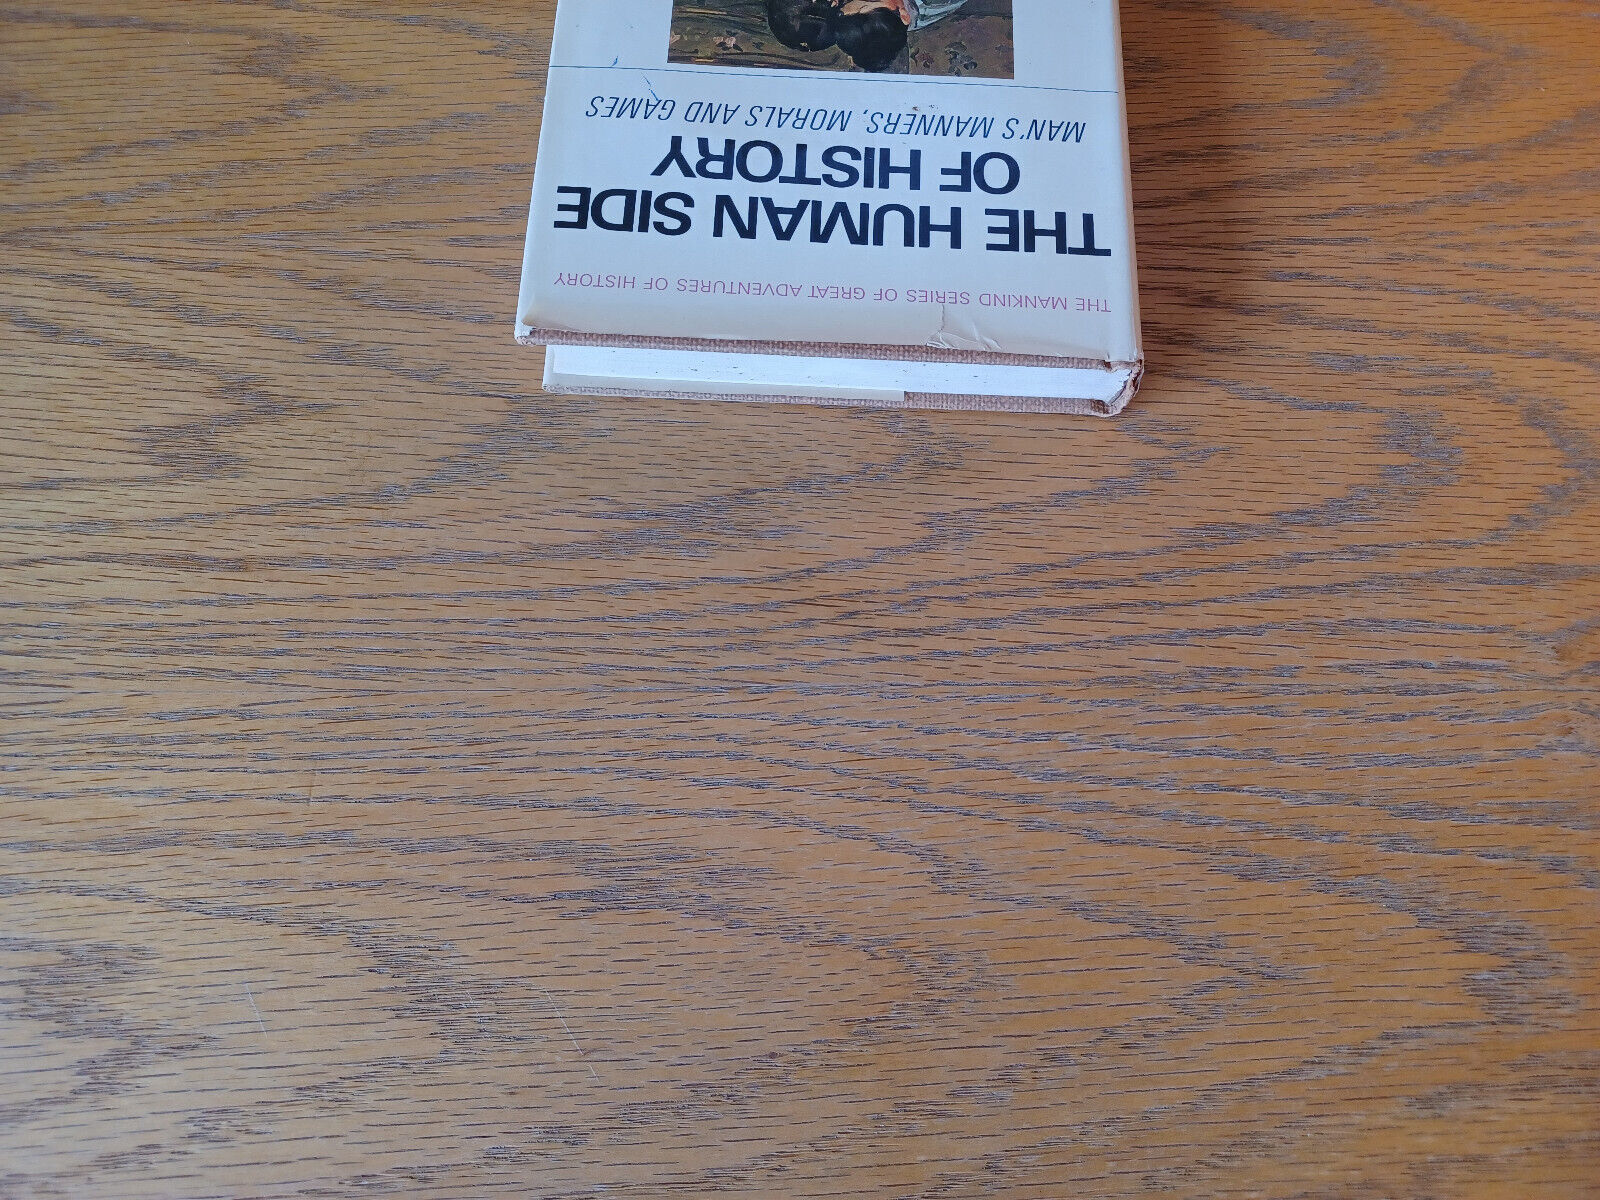 THE MANKIND SERIES OF GREAT ADVENTURES OF HISTORY
THE HUMAN SIDE
OF HISTORY
MAN'S MANNERS, MORALS AND GAMES